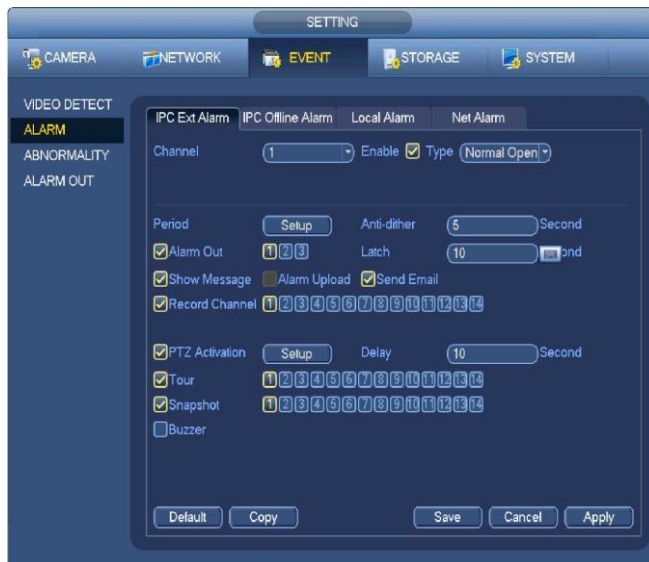 SETTING
CAMERA NETWORK EVENT STORAGE SYSTEM
VIDEO DETECT
ALARM
ABNORMALITY
ALARM OUT
IPC Ext Alarm IPC Offline Alarm Local Alarm Net Alarm
Channel 1 Enable Type Normal Open
Period Setup Anti-dither 5 Second
Alarm Out 1 2 3 Latch 10 ond
Show Message Alarm Upload Send Email
Record Channel 1 2 3 4 5 6 7 8 9 10 11 12 13 14
PTZ Activation Setup Delay 10 Second
Tour 1 2 3 4 5 6 7 8 9 10 11 12 13 14
Snapshot 1 2 3 4 5 6 7 8 9 10 11 12 13 14
Buzzer
Default Copy Save Cancel Apply